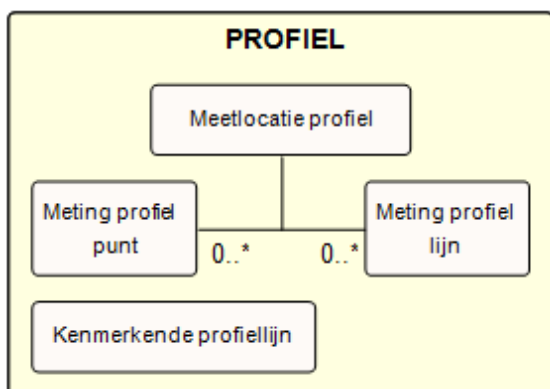 PROFIEL
Meetlocatie profiel
Meting profiel
punt
Meting profiel
lijn
0..*
0..*
Kenmerkende profiellijn